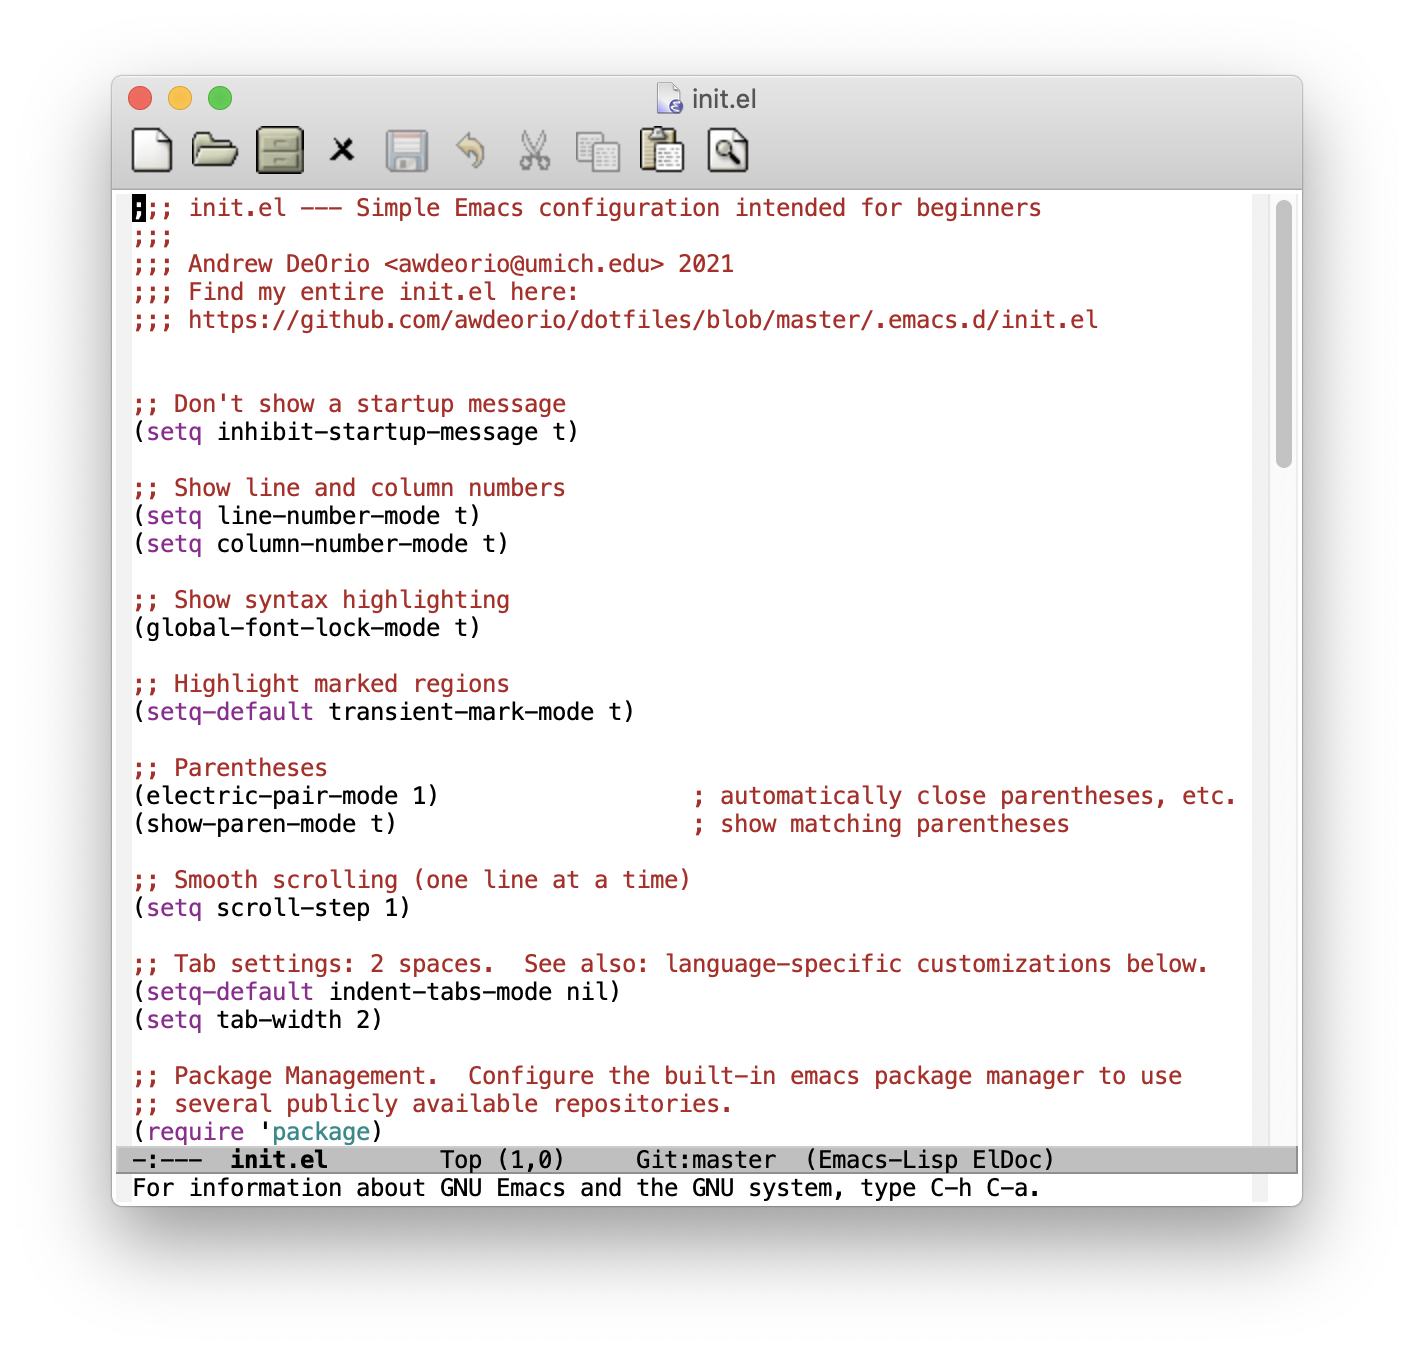 init.el
;;; init.el --- Simple Emacs configuration intended for beginners
;;;
;;; Andrew DeOrio <awdeorio@umich.edu> 2021
;;; Find my entire init.el here:
;;; https://github.com/awdeorio/dotfiles/blob/master/.emacs.d/init.el
;; Don't show a startup message
(setq inhibit-startup-message t)
;; Show line and column numbers
(setq line-number-mode t)
(setq column-number-mode t)
;; Show syntax highlighting
(global-font-lock-mode t)
;; Highlight marked regions
(setq-default transient-mark-mode t)
;; Parentheses
(electric-pair-mode 1)                  ; automatically close parentheses, etc.
(show-paren-mode t)                     ; show matching parentheses
;; Smooth scrolling (one line at a time)
(setq scroll-step 1)
;; Tab settings: 2 spaces.  See also: language-specific customizations below.
(setq-default indent-tabs-mode nil)
(setq tab-width 2)
;; Package Management.  Configure the built-in emacs package manager to use
;; several publicly available repositories.
(require 'package)
-:---  init.el        Top (1,0)     Git:master  (Emacs-Lisp ElDoc)
For information about GNU Emacs and the GNU system, type C-h C-a.